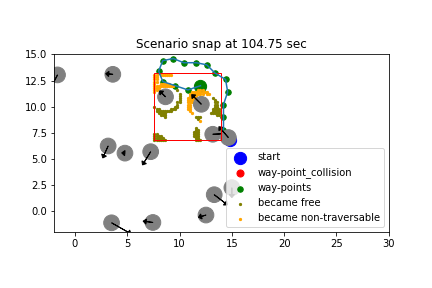 Scenario snap at 104.75 sec
15.0
12.5
10.0
7.5
5.0
2.5
0.0
0 5 10 15 20 25 30
start
way-point_collision
way-points
became free
became non-traversable